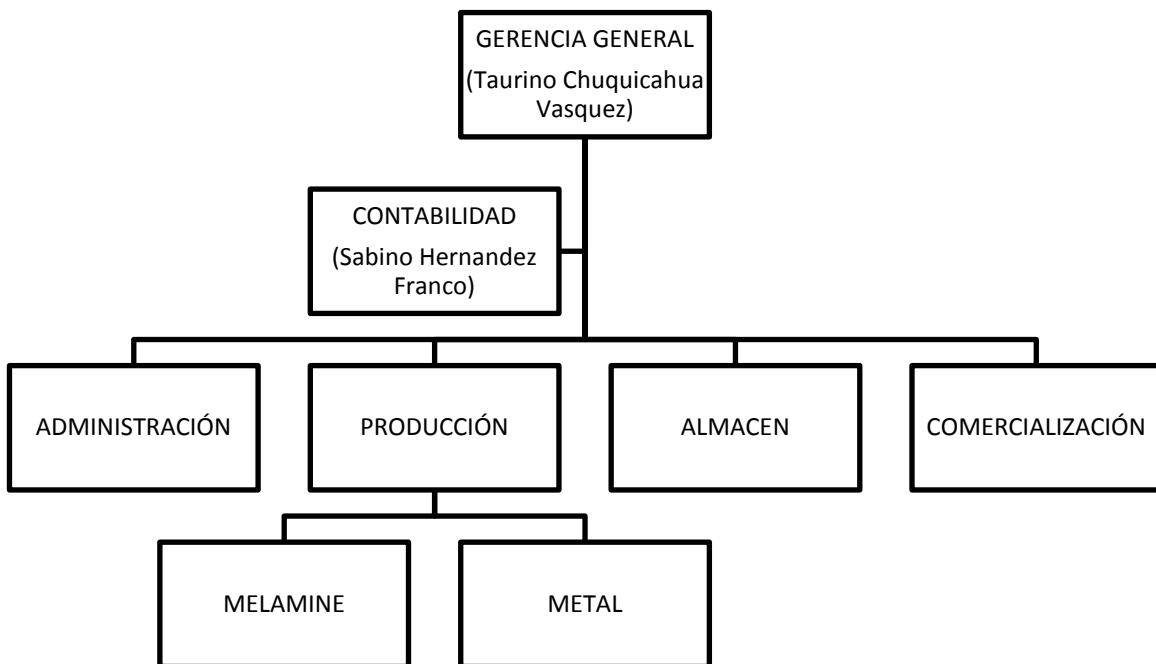 GERENCIA GENERAL
(Taurino Chuquicahua
Vasquez)
CONTABILIDAD
(Sabino Hernandez
Franco)
ADMINISTRACIÓN
PRODUCCIÓN
ALMACEN
COMERCIALIZACIÓN
MELAMINE
METAL